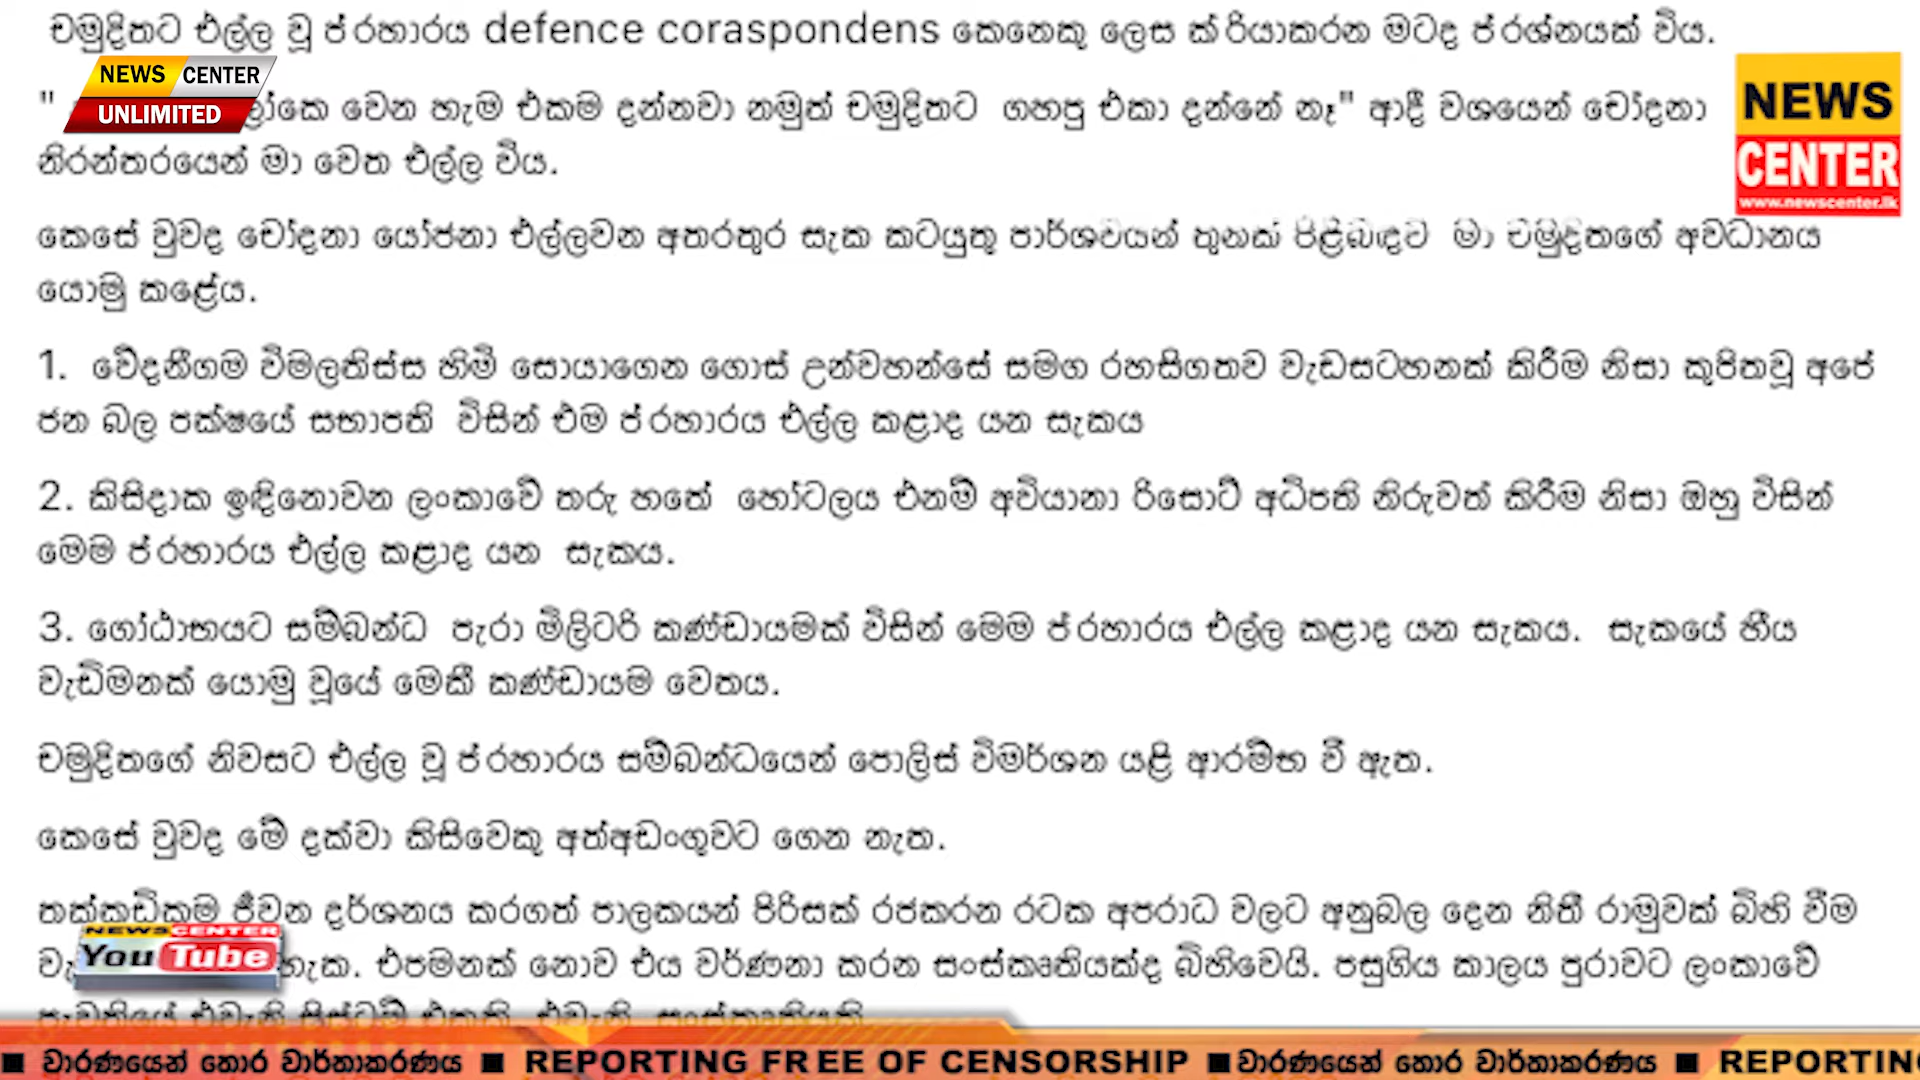 චමුදිතට එල්ල වූ ප්රහාරය defence coraspondens කෙනෙකු ලෙස ක්රියාකරන මටද ප්රශ්නයක් විය.
NEWS CENTER
UNLIMITED
" වෙන හැම එකම දන්නවා නමුත් චමුදිතට ගහපු එකා දන්නේ නෑ" ආදී වශයෙන් චෝදනා
නිරන්තරයෙන් මා වෙත එල්ල විය.
NEWS
CENTER
www.newscenter.lk
කෙසේ වුවද චෝදනා යෝජනා එල්ලවන අතරතුර සැක කටයුතු පාර්ශවයන් තුනක් පිළිබඳව මා චමුදිතගේ අවධානය
යොමු කළේය.
1. වේදනීගම විමලතිස්ස හිමි සොයාගෙන ගොස් උන්වහන්සේ සමග රහසිගතව වැඩසටහනක් කිරීම නිසා කුපිතවූ අපේ
ජන බල පක්ෂයේ සභාපති විසින් එම ප්රහාරය එල්ල කළාද යන සැකය
2. කිසිදාක ඉඳිනොවන ලංකාවේ තරු හතේ හෝටලය එනම් අවියානා රිසොට් අධිපති නිරුවත් කිරීම නිසා ඔහු විසින්
මෙම ප්රහාරය එල්ල කළාද යන සැකය.
3. ගෝඨාභයට සම්බන්ධ පැරා මිලිටරි කණ්ඩායමක් විසින් මෙම ප්රහාරය එල්ල කළාද යන සැකය. සැකයේ හීය
වැඩිමනක් යොමු වූයේ මෙකී කණ්ඩායම වෙතය.
චමුදිතගේ නිවසට එල්ල වූ ප්රහාරය සම්බන්ධයෙන් පොලිස් විමර්ශන යළි ආරම්භ වී ඇත.
කෙසේ වුවද මේ දක්වා කිසිවෙකු අත්අඩංගුවට ගෙන නැත.
තක්කඩිකම ජීවන දර්ශනය කරගත් පාලකයන් පිරිසක් රජකරන රටක අපරාධ වලට අනුබල දෙන නිතී රාමුවක් බිහි වීම
හැක. එපමනක් නොව එය වර්ණනා කරන සංස්කෘතියක්ද බිහිවෙයි. පසුගිය කාලය පුරාවට ලංකාවේ
NEWS CENTER
YouTube
■ වාරණයෙන් තොර වාර්තාකරණය ■ REPORTING FREE OF CENSORSHIP ■ වාරණයෙන් තොර වාර්තාකරණය ■ REPORTING